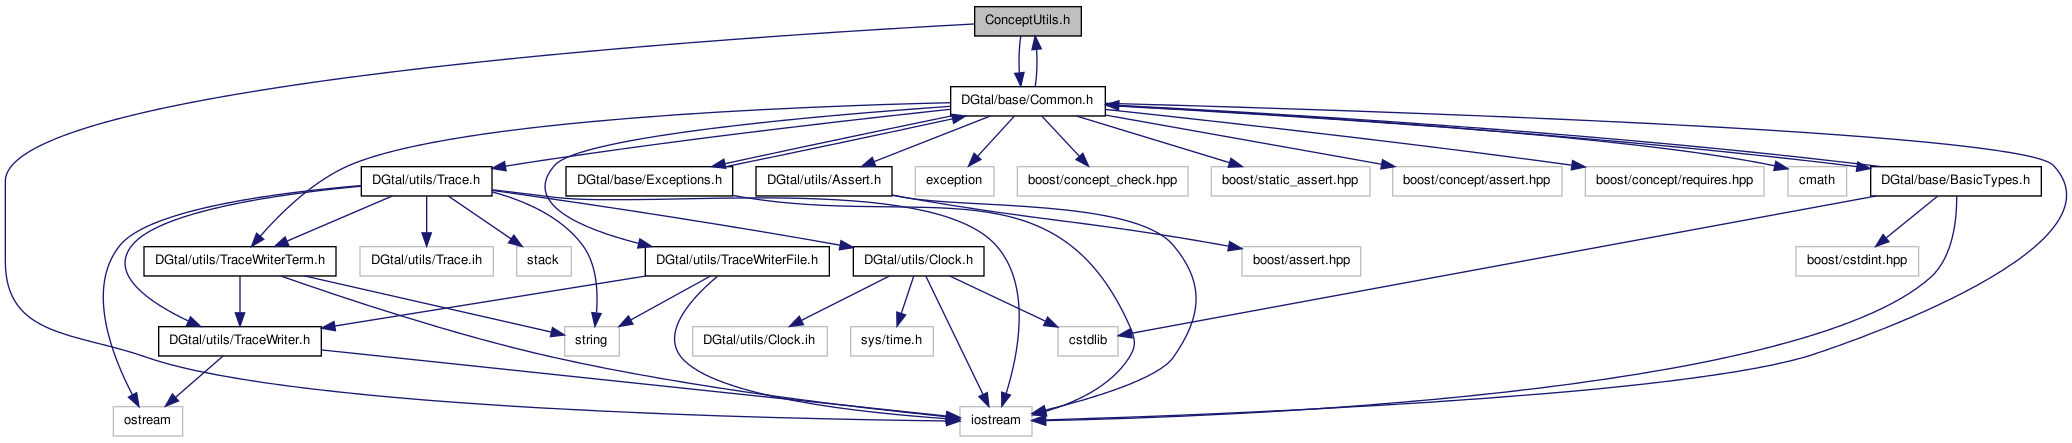 ConceptUtils.h
DGtal/base/Common.h
DGtal/utils/Trace.h
DGtal/base/Exceptions.h
DGtal/utils/Assert.h
exception
boost/concept_check.hpp
boost/static_assert.hpp
boost/concept/assert.hpp
boost/concept/requires.hpp
cmath
DGtal/base/BasicTypes.h
DGtal/utils/TraceWriterTerm.h
DGtal/utils/Trace.ih
stack
DGtal/utils/TraceWriterFile.h
DGtal/utils/Clock.h
boost/assert.hpp
boost/cstdint.hpp
DGtal/utils/TraceWriter.h
string
DGtal/utils/Clock.ih
sys/time.h
cstdlib
ostream
iostream